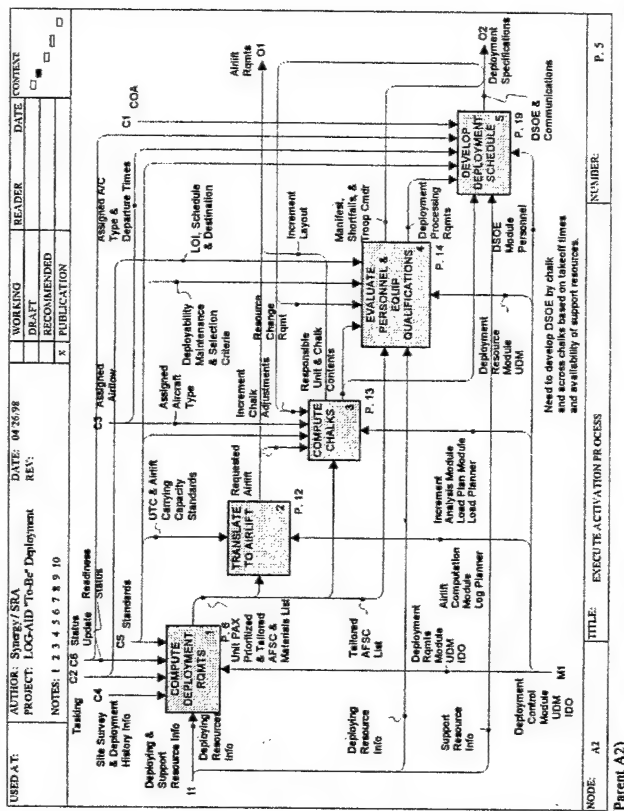 USED AT:
AUTHOR: Synergy/ SRA
PROJECT: LOG-AID "To-Be" Deployment
NOTES: 1 2 3 4 5 6 7 8 9 10
DATE: 04/26/98
REV:
WORKING
DRAFT
RECOMMENDED
x PUBLICATION
READER
DATE
CONTEXT
Tasking
C2
C6
Status
Update
Readiness
Status
C3
Assigned
Airflow
Assigned A/C
Type &
Departure Times
C1
COA
C4
Site Survey
& Deployment
History Info
C5
Standards
UTC & Airlift
Carrying
Capacity
Standards
Assigned
Aircraft
Type
Deployability
Maintenance
& Selection
Criteria
LOI, Schedule
& Destination
Airlift
Rqmts
O1
Deploying &
Support
Resource Info
I1
Deploying
Resources
Info
COMPUTE
DEPLOYMENT
RQMTS
1
P. 6
Unit PAX
Prioritized
& Tailored
AFSC &
Materials List
TRANSLATE
TO AIRLIFT
2
P. 12
Requested
Airlift
Increment
Chalk
Adjustments
COMPUTE
CHALKS
3
P. 13
Resource
Change
Rqmt
Increment
Layout
Responsible
Unit & Chalk
Contents
EVALUATE
PERSONNEL &
EQUIP
QUALIFICATIONS
4
P. 14
Manifest,
Shortfalls, &
Troop Cmdr
Deployment
Processing
Rqmts
DEVELOP
DEPLOYMENT
SCHEDULE
5
P. 19
O2
Deployment
Specifications
DSOE &
Communications
Tailored
AFSC
List
Deploying
Resource
Info
Support
Resource Info
Deployment
Control
Module
UDM
IDO
M1
Deployment
Rqmts
Module
UDM
IDO
Airlift
Computation
Module
Log Planner
Increment
Analysis Module
Load Plan Module
Load Planner
Deployment
Resource
Module
UDM
DSOE
Module
Personnel
Need to develop DSOE by chalk
and across chalks based on takeoff times
and availability of support resources.
NODE: A2
TITLE: EXECUTE ACTIVATION PROCESS
NUMBER:
P. 5
Parent A2)